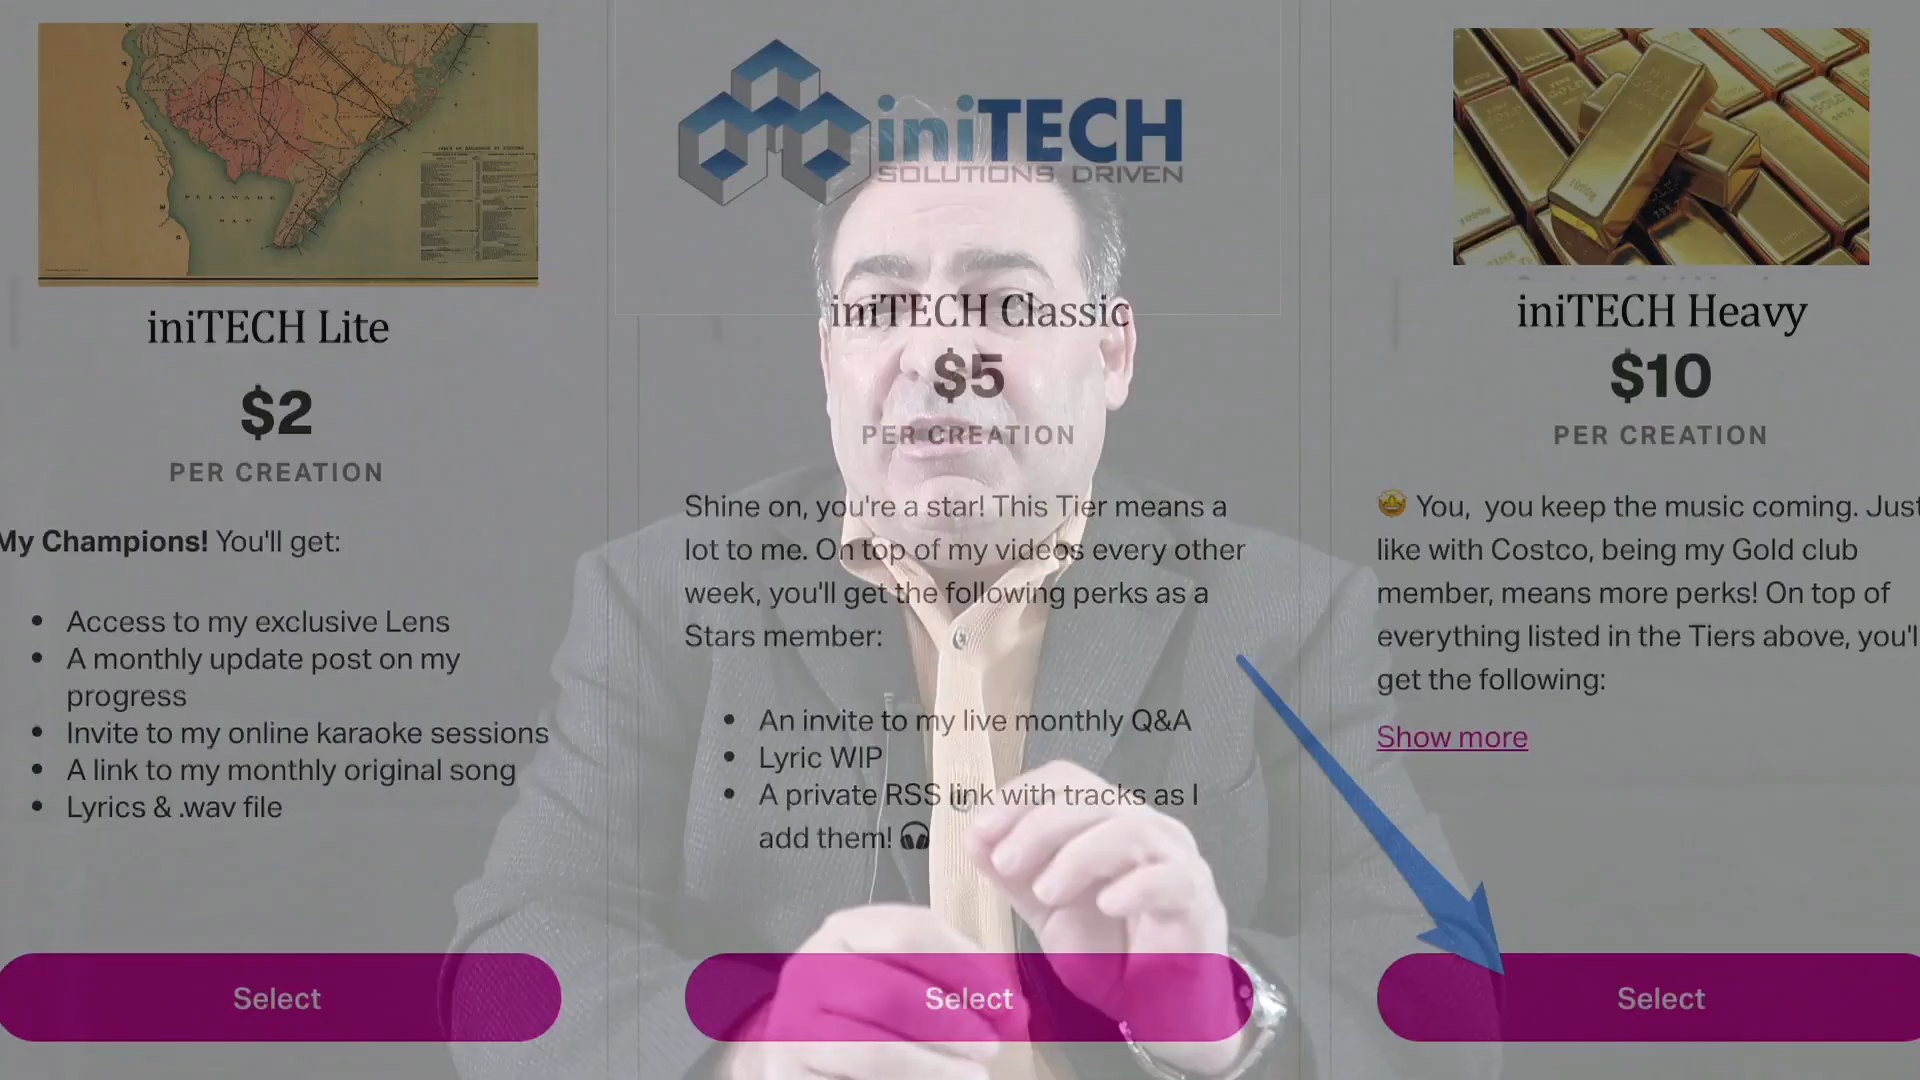 DELAWARE
BAY
iniTECH Lite
$2
PER CREATION
My Champions! You'll get:
• Access to my exclusive Lens
• A monthly update post on my
progress
• Invite to my online karaoke sessions
• A link to my monthly original song
• Lyrics & .wav file
Select
iniTECH
SOLUTIONS DRIVEN
iniTECH Classic
$5
PER CREATION
Shine on, you're a star! This Tier means a
lot to me. On top of my videos every other
week, you'll get the following perks as a
Stars member:
• An invite to my live monthly Q&A
• Lyric WIP
• A private RSS link with tracks as I
add them! 🎧
Select
GOLD
iniTECH Heavy
$10
PER CREATION
🤩 You, you keep the music coming. Just
like with Costco, being my Gold club
member, means more perks! On top of
everything listed in the Tiers above, you'll
get the following:
Show more
Select